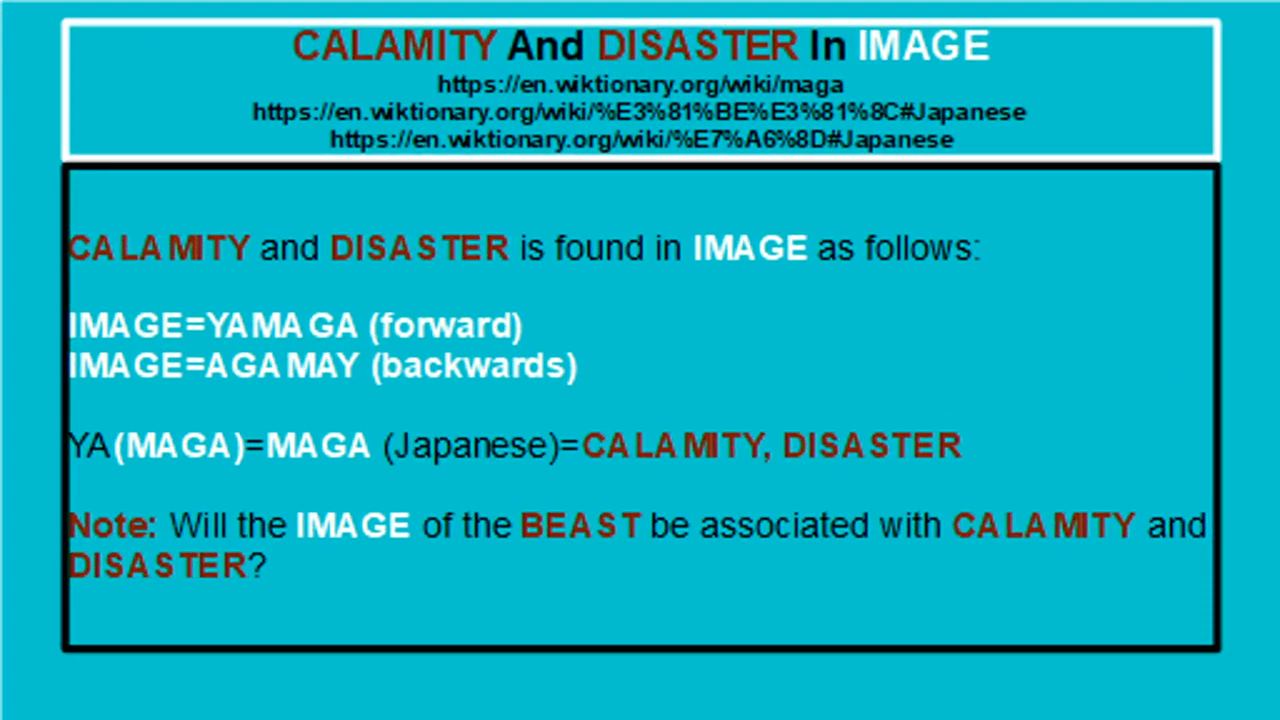 CALAMITY And DISASTER In IMAGE
https://en.wiktionary.org/wiki/maga
https://en.wiktionary.org/wiki/%E3%81%BE%E3%81%8C#Japanese
https://en.wiktionary.org/wiki/%E7%A6%8D#Japanese
CALAMITY and DISASTER is found in IMAGE as follows:
IMAGE=YAMAGA (forward)
IMAGE=AGAMAY (backwards)
YA(MAGA)=MAGA (Japanese)=CALAMITY, DISASTER
Note: Will the IMAGE of the BEAST be associated with CALAMITY and
DISASTER?